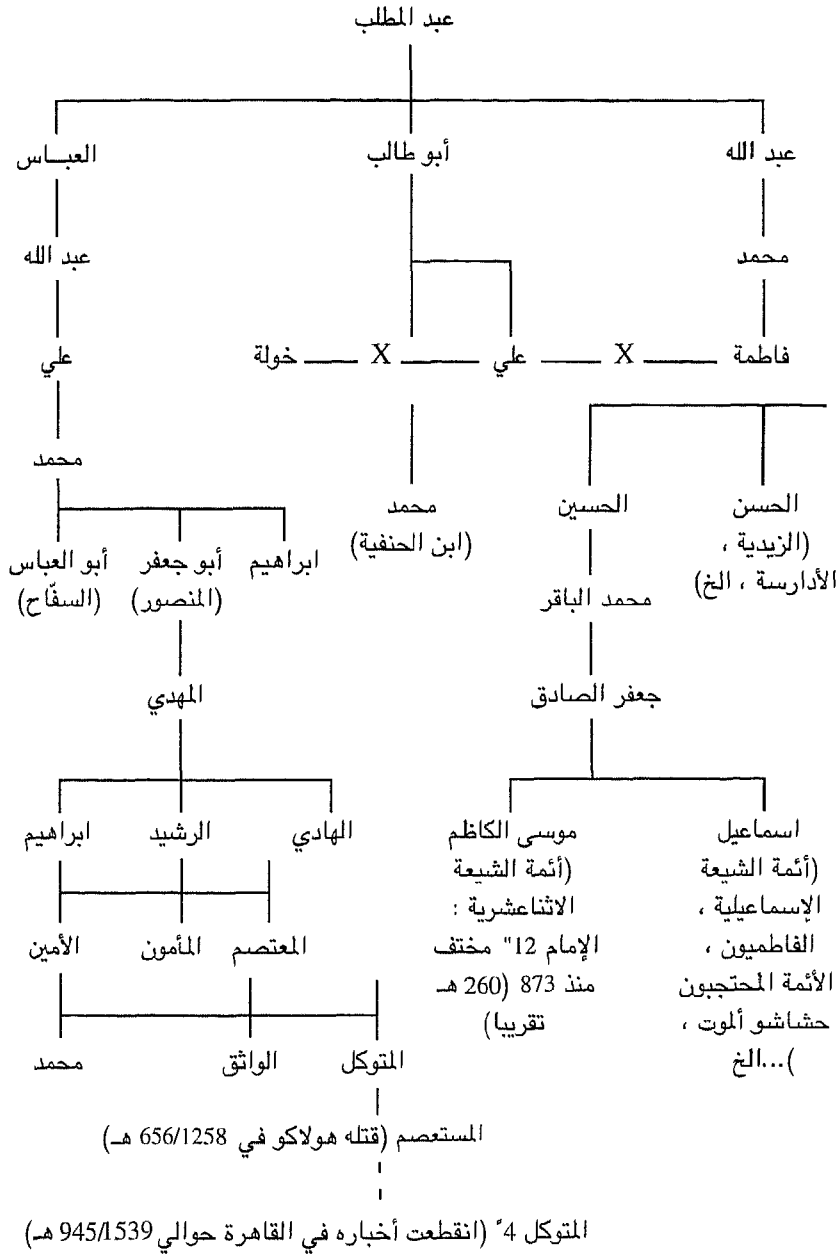 عبد المطلب
عبد الله
أبو طالب
العبـاس
محمد
عبد الله
فاطمة
X
علي
X
خولة
علي
محمد
الحسن
(الزيدية ،
الأدارسة ، الخ)
الحسين
محمد
(ابن الحنفية)
ابراهيم
أبو جعفر
(المنصور)
أبو العباس
(السفّاح)
محمد الباقر
جعفر الصادق
المهدي
اسماعيل
(أئمة الشيعة
الإسماعيلية ،
الفاطميون ،
الأئمة المحتجبون
حشاشو ألموت ،
...الخ)
موسى الكاظم
(أئمة الشيعة
الاثناعشرية :
الإمام 12" مختف
منذ 873 (260 هـ
تقريبا)
الهادي
الرشيد
ابراهيم
المعتصم
المأمون
الأمين
المتوكل
الواثق
محمد
المستعصم (قتله هولاكو في 656/1258 هـ)
المتوكل 4ً (انقطعت أخباره في القاهرة حوالي 945/1539 هـ)